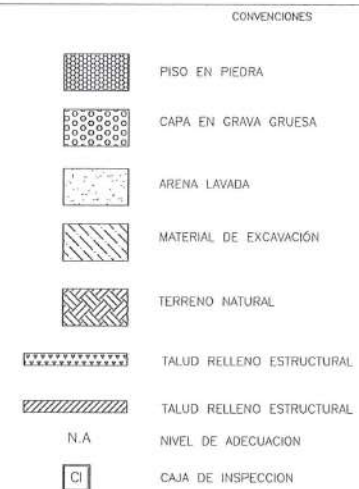 CONVENCIONES
PISO EN PIEDRA
CAPA EN GRAVA GRUESA
ARENA LAVADA
MATERIAL DE EXCAVACIÓN
TERRENO NATURAL
TALUD RELLENO ESTRUCTURAL
TALUD RELLENO ESTRUCTURAL
N.A NIVEL DE ADECUACION
CI CAJA DE INSPECCION